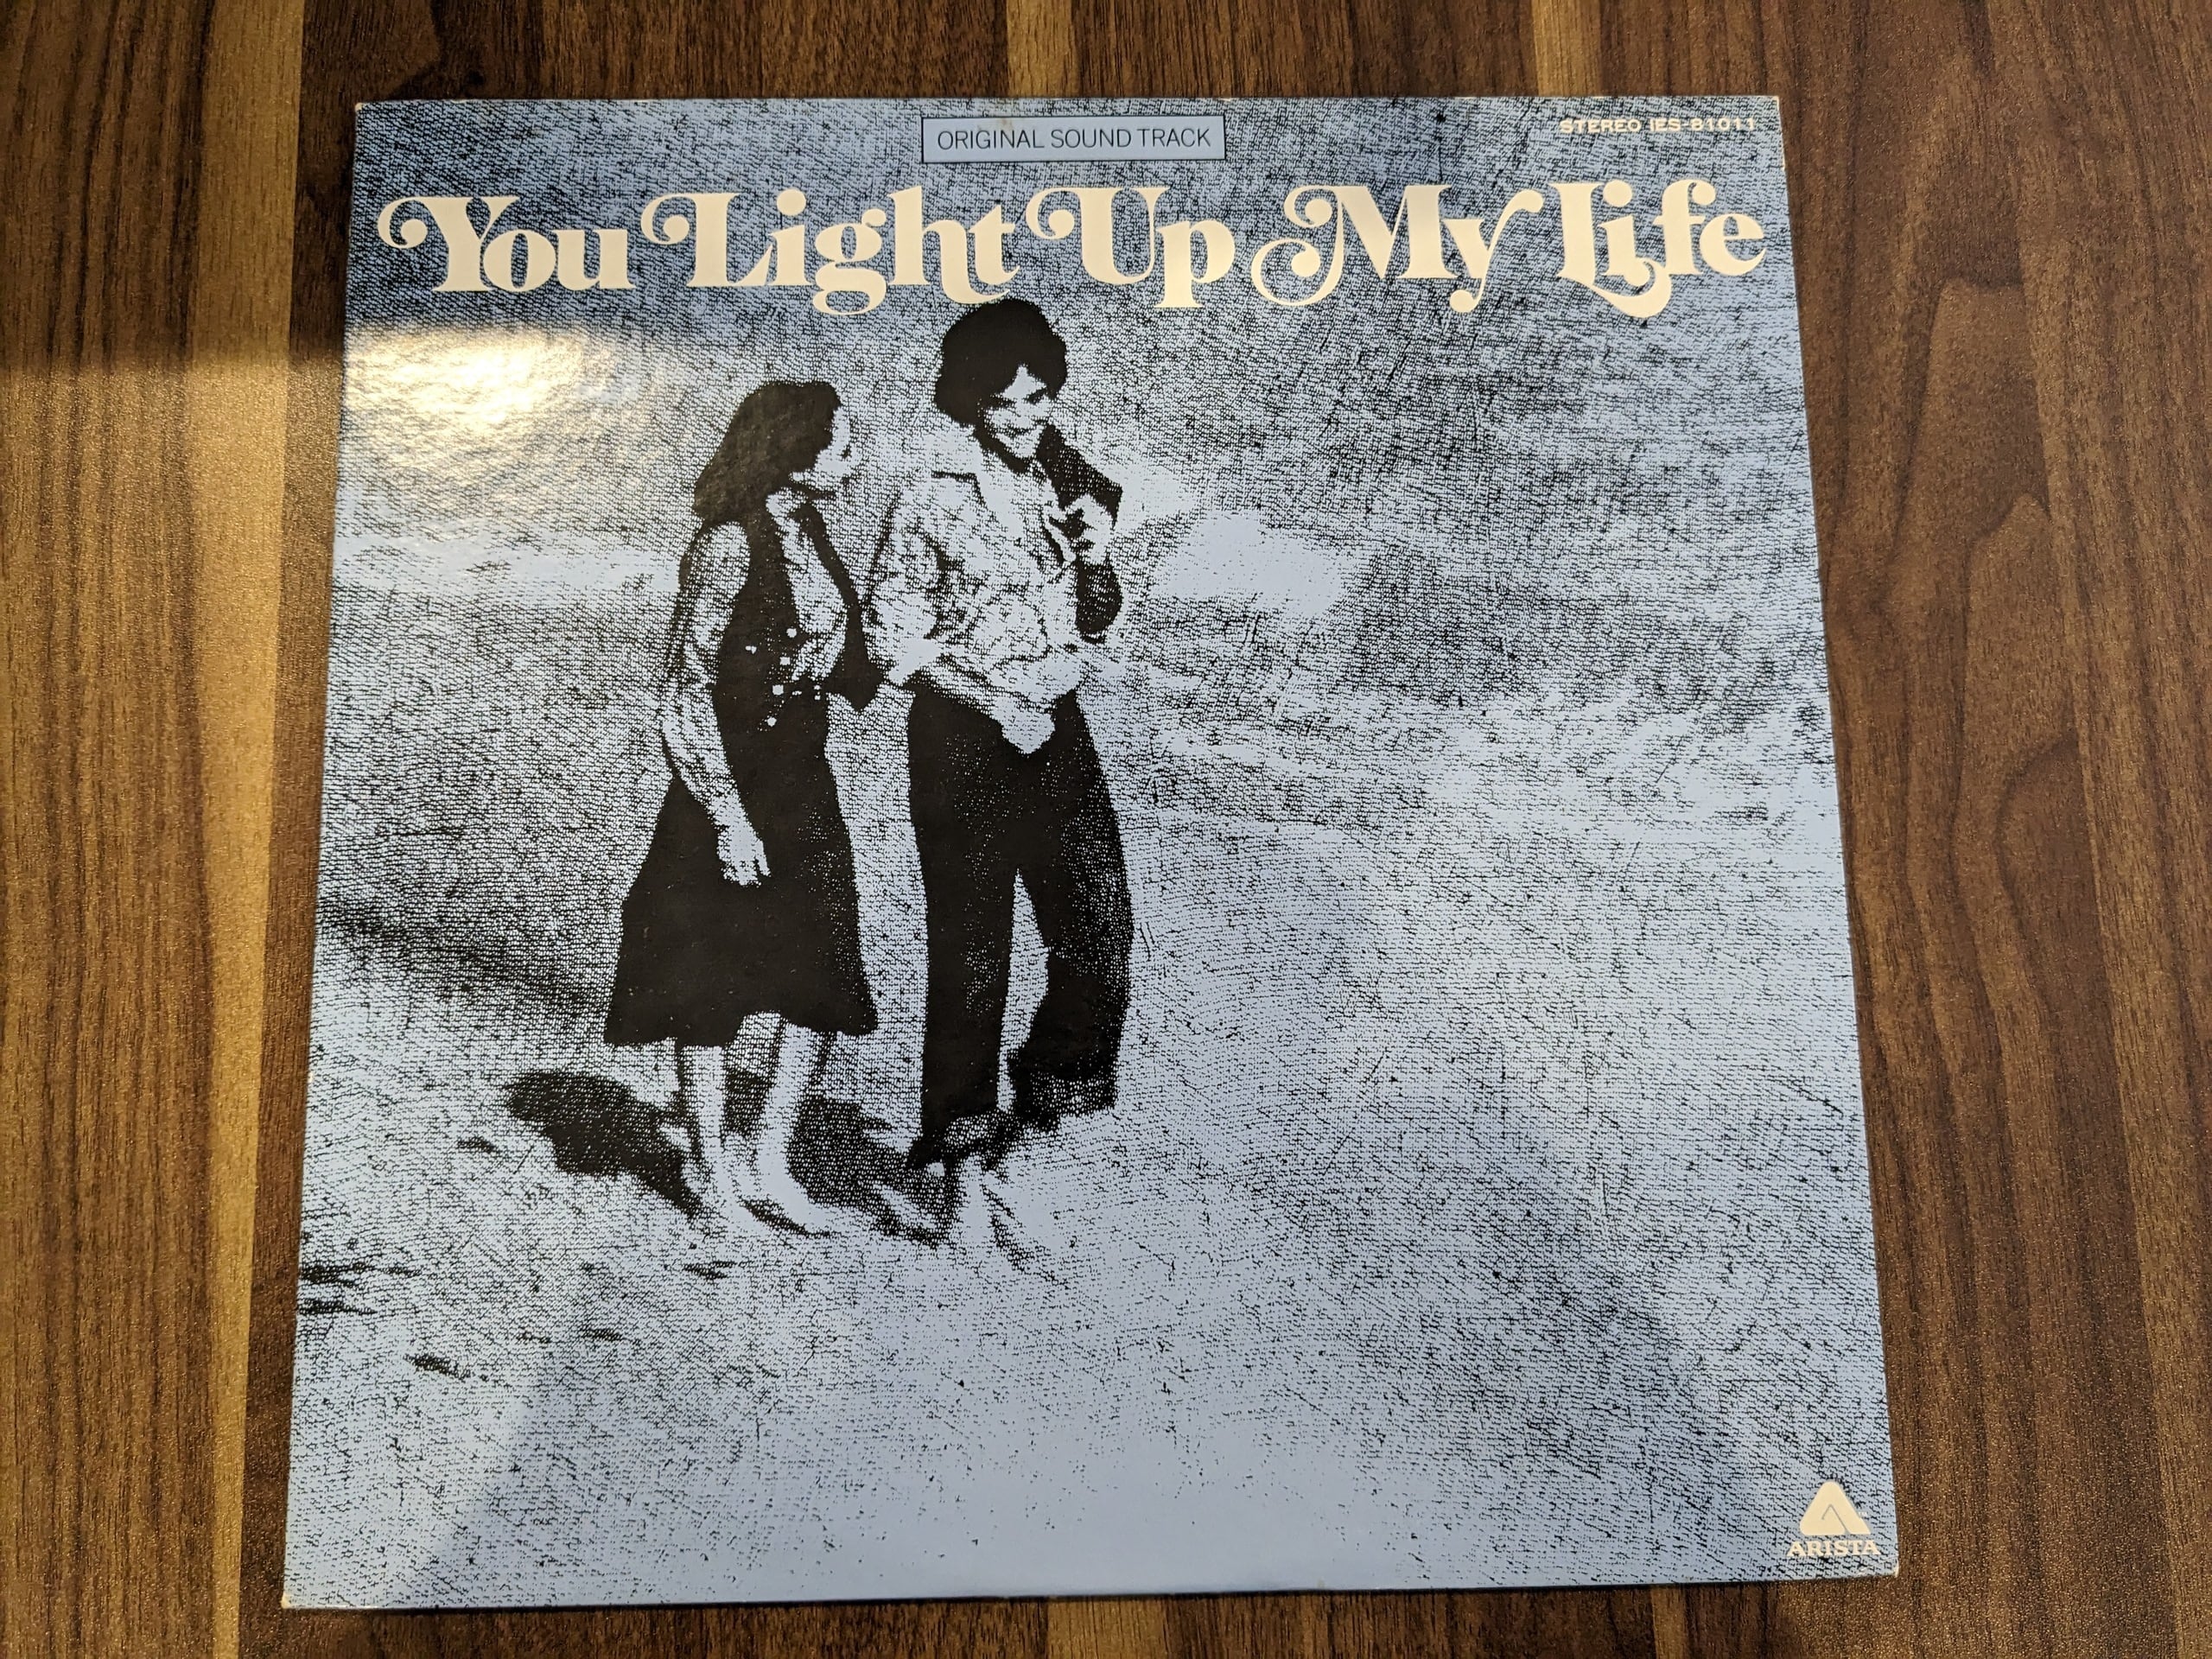 ORIGINAL SOUND TRACK
STEREO IES-81011
You Light Up My Life
ARISTA